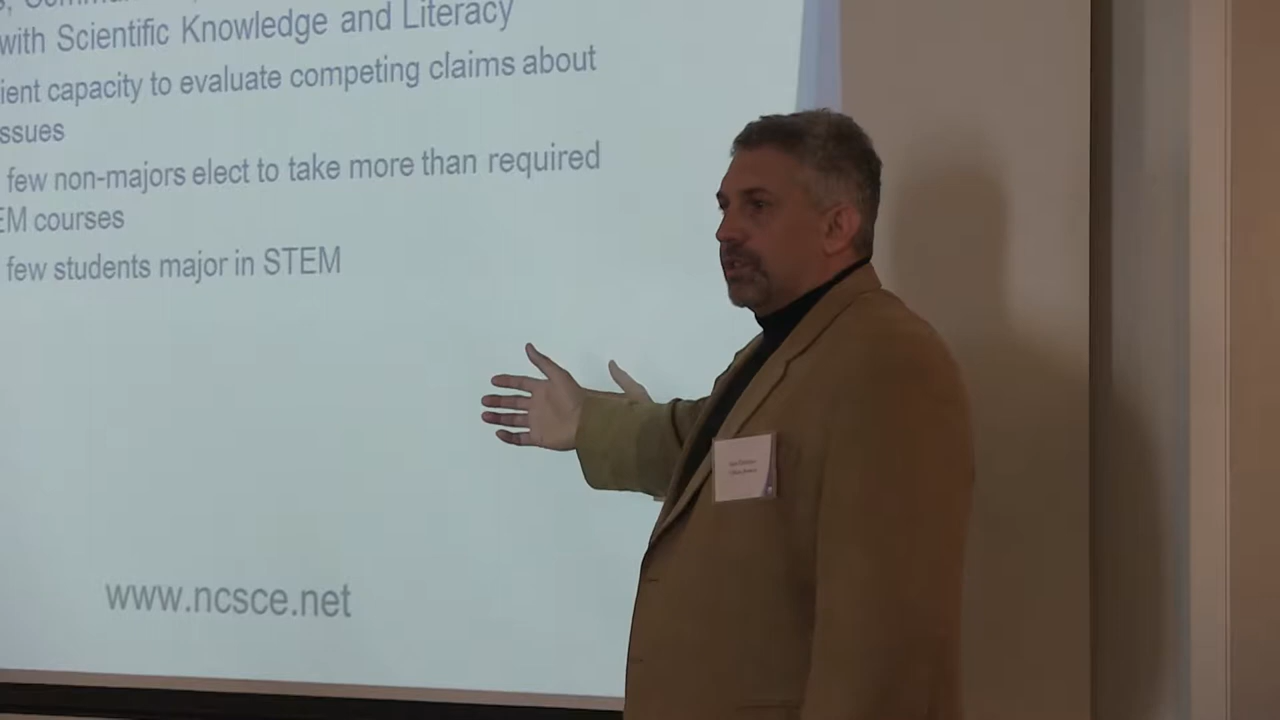 with Scientific Knowledge and Literacy
ient capacity to evaluate competing claims about
ssues
few non-majors elect to take more than required
EM courses
few students major in STEM
www.ncsce.net